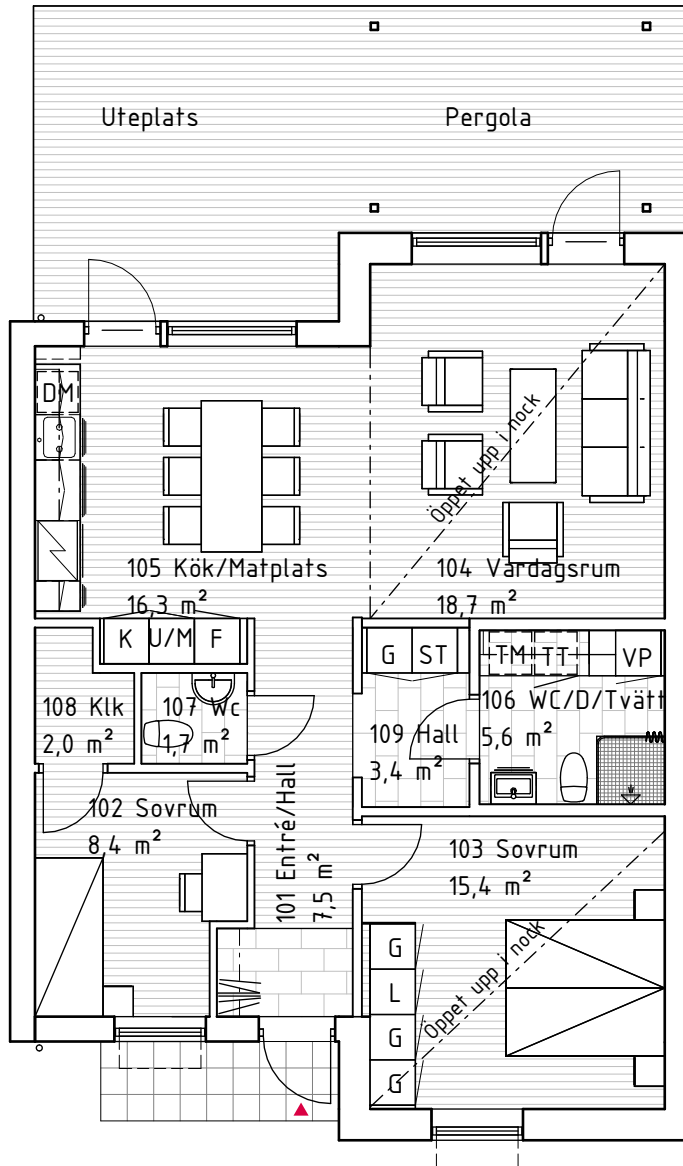 Uteplats
Pergola
DM
Öppet upp i nock
105 Kök/Matplats
16,3 m²
104 Vardagsrum
18,7 m²
K
U/M
F
G
ST
TM
TT
VP
108 Klk
2,0 m²
107 Wc
1,7 m²
109 Hall
3,4 m²
106 WC/D/Tvätt
5,6 m²
102 Sovrum
8,4 m²
101 Entré/Hall
7,5 m²
103 Sovrum
15,4 m²
G
L
G
G
Öppet upp i nock